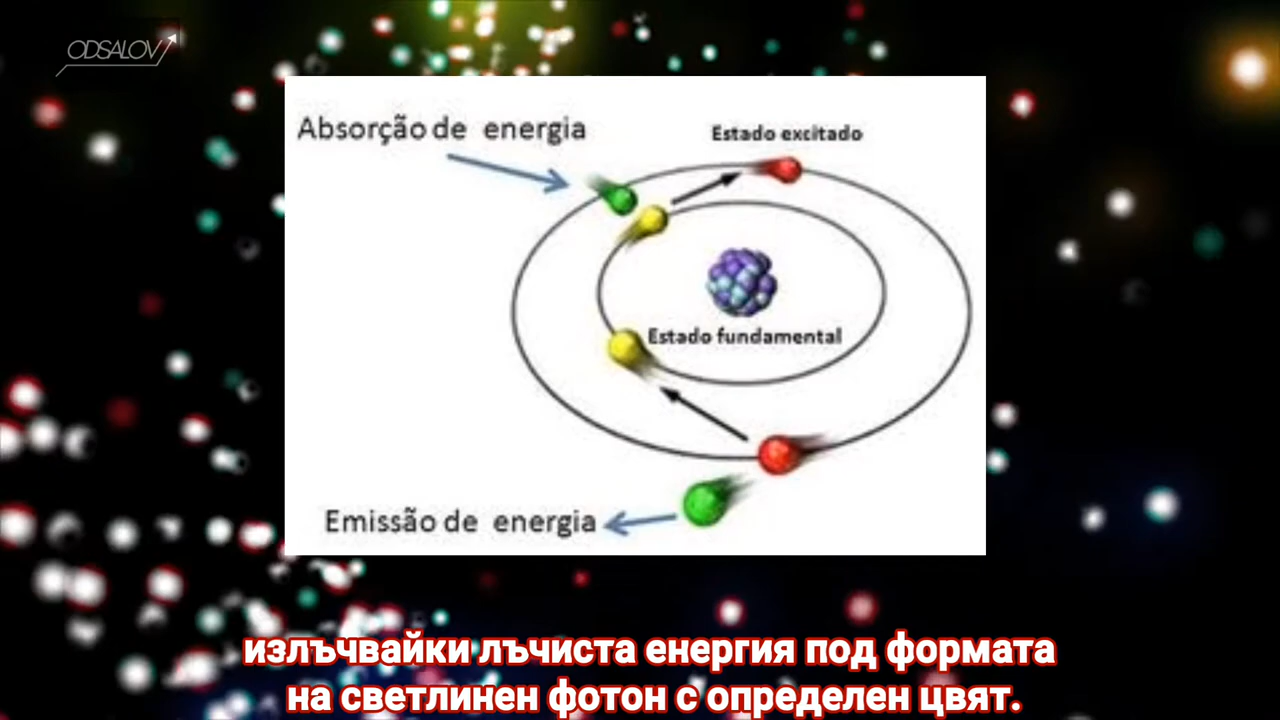 ODSALOV
Absorção de energia
Estado excitado
Estado fundamental
Emissão de energia
излъчвайки лъчиста енергия под формата
на светлинен фотон с определен цвят.